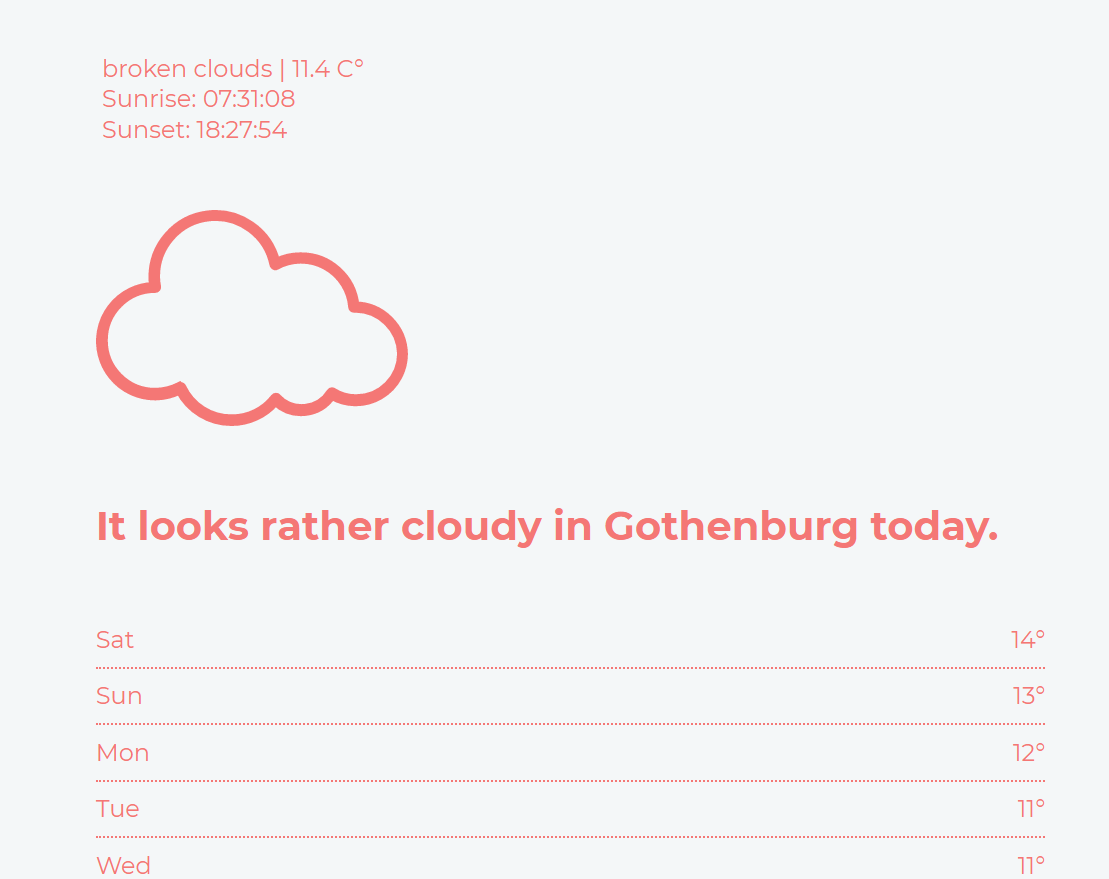 broken clouds | 11.4 C°
Sunrise: 07:31:08
Sunset: 18:27:54
It looks rather cloudy in Gothenburg today.
Sat 14°
Sun 13°
Mon 12°
Tue 11°
Wed 11°